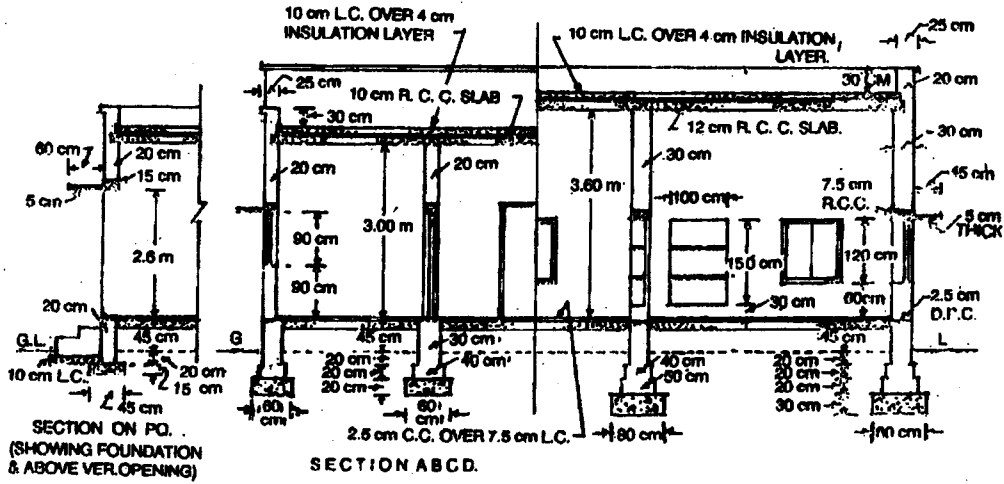 10 cm L.C. OVER 4 cm
INSULATION LAYER
10 cm L.C. OVER 4 cm INSULATION
LAYER.
25 cm
25 cm
30 CM
20 cm
10 cm R. C. C. SLAB
30 cm
12 cm R. C. C. SLAB.
60 cm
20 cm
15 cm
5 cm
20 cm
20 cm
30 cm
30 cm
45 cm
3.60 m
100 cm
7.5 cm
R.C.C.
5 cm
THICK
2.6 m
90 cm
3.00 m
90 cm
150 cm
120 cm
30 cm
60cm
2.5 cm
D.P.C.
20 cm
G.L.
45 cm
G
45 cm
30 cm
45 cm
L
10 cm L.C.
20 cm
15 cm
20 cm
20 cm
20 cm
40 cm
40 cm
50 cm
20 cm
20 cm
20 cm
30 cm
45 cm
60
cm
60
cm
80 cm
80 cm
2.5 cm C.C. OVER 7.5 cm L.C.
SECTION ON PQ.
(SHOWING FOUNDATION
& ABOVE VER.OPENING)
SECTION ABCD.